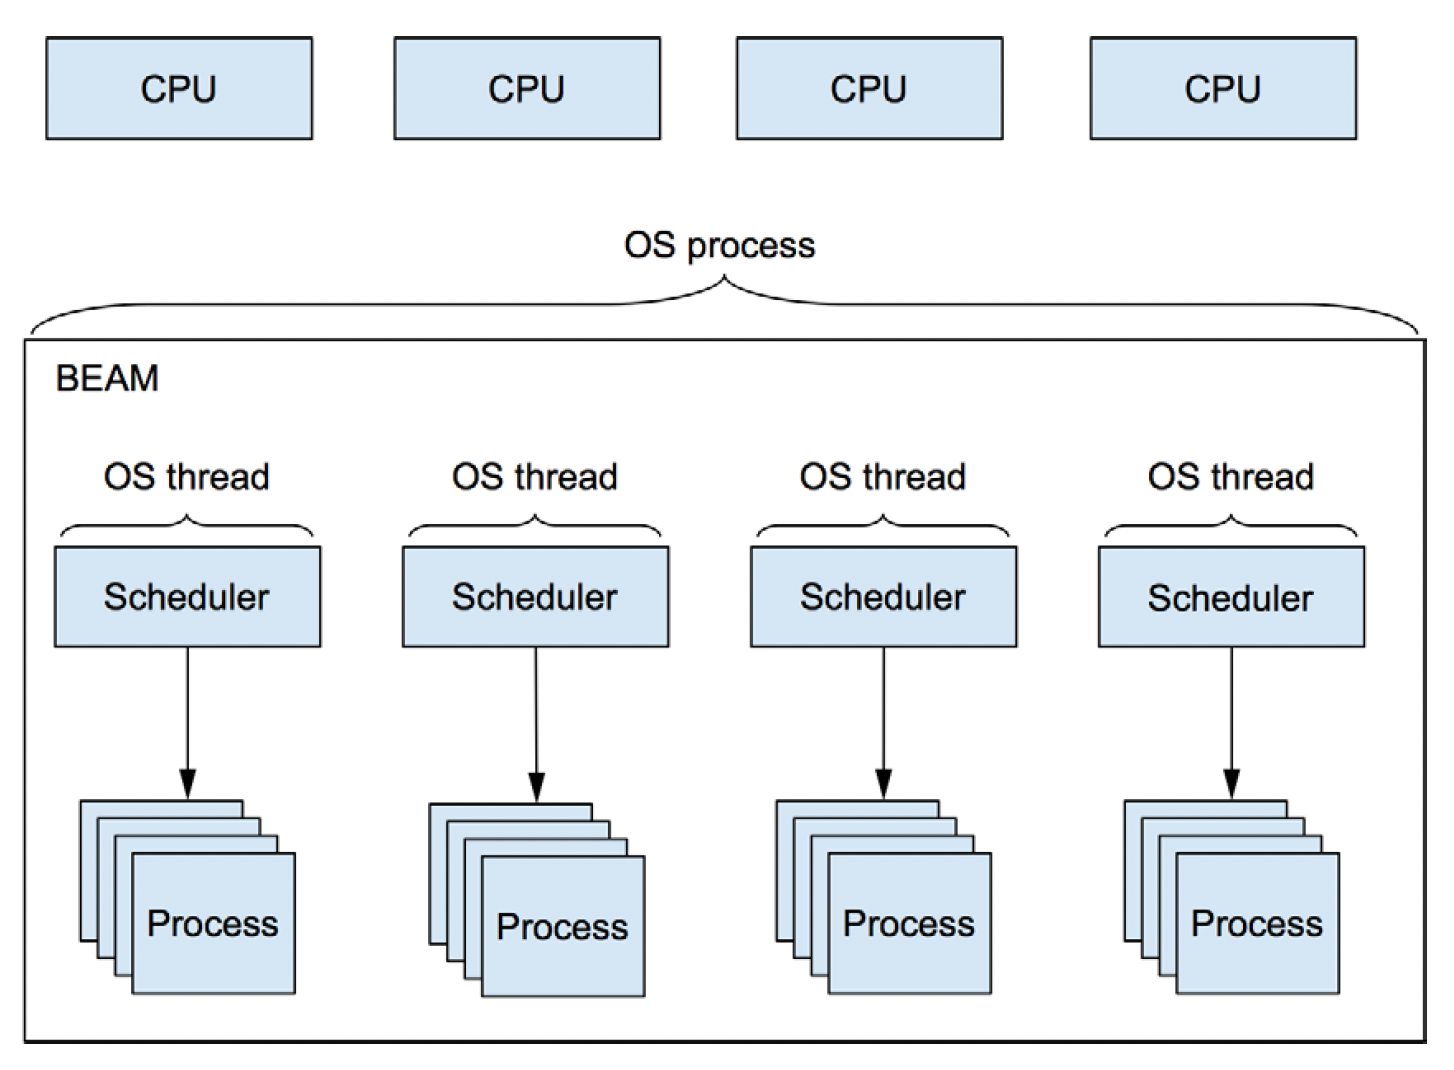 CPU CPU CPU CPU
OS process
BEAM
OS thread OS thread OS thread OS thread
Scheduler Scheduler Scheduler Scheduler
Process Process Process Process